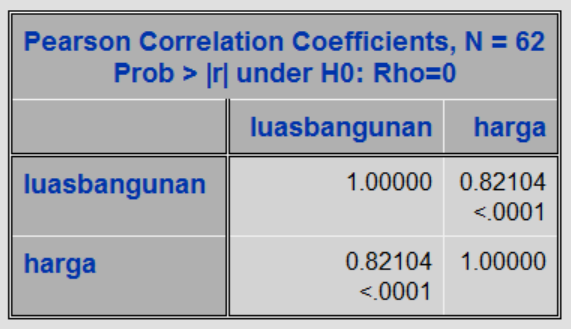 Pearson Correlation Coefficients, N = 62
Prob > |r| under H0: Rho=0
luasbangunan harga
luasbangunan 1.00000 0.82104
<.0001
harga 0.82104 1.00000
<.0001